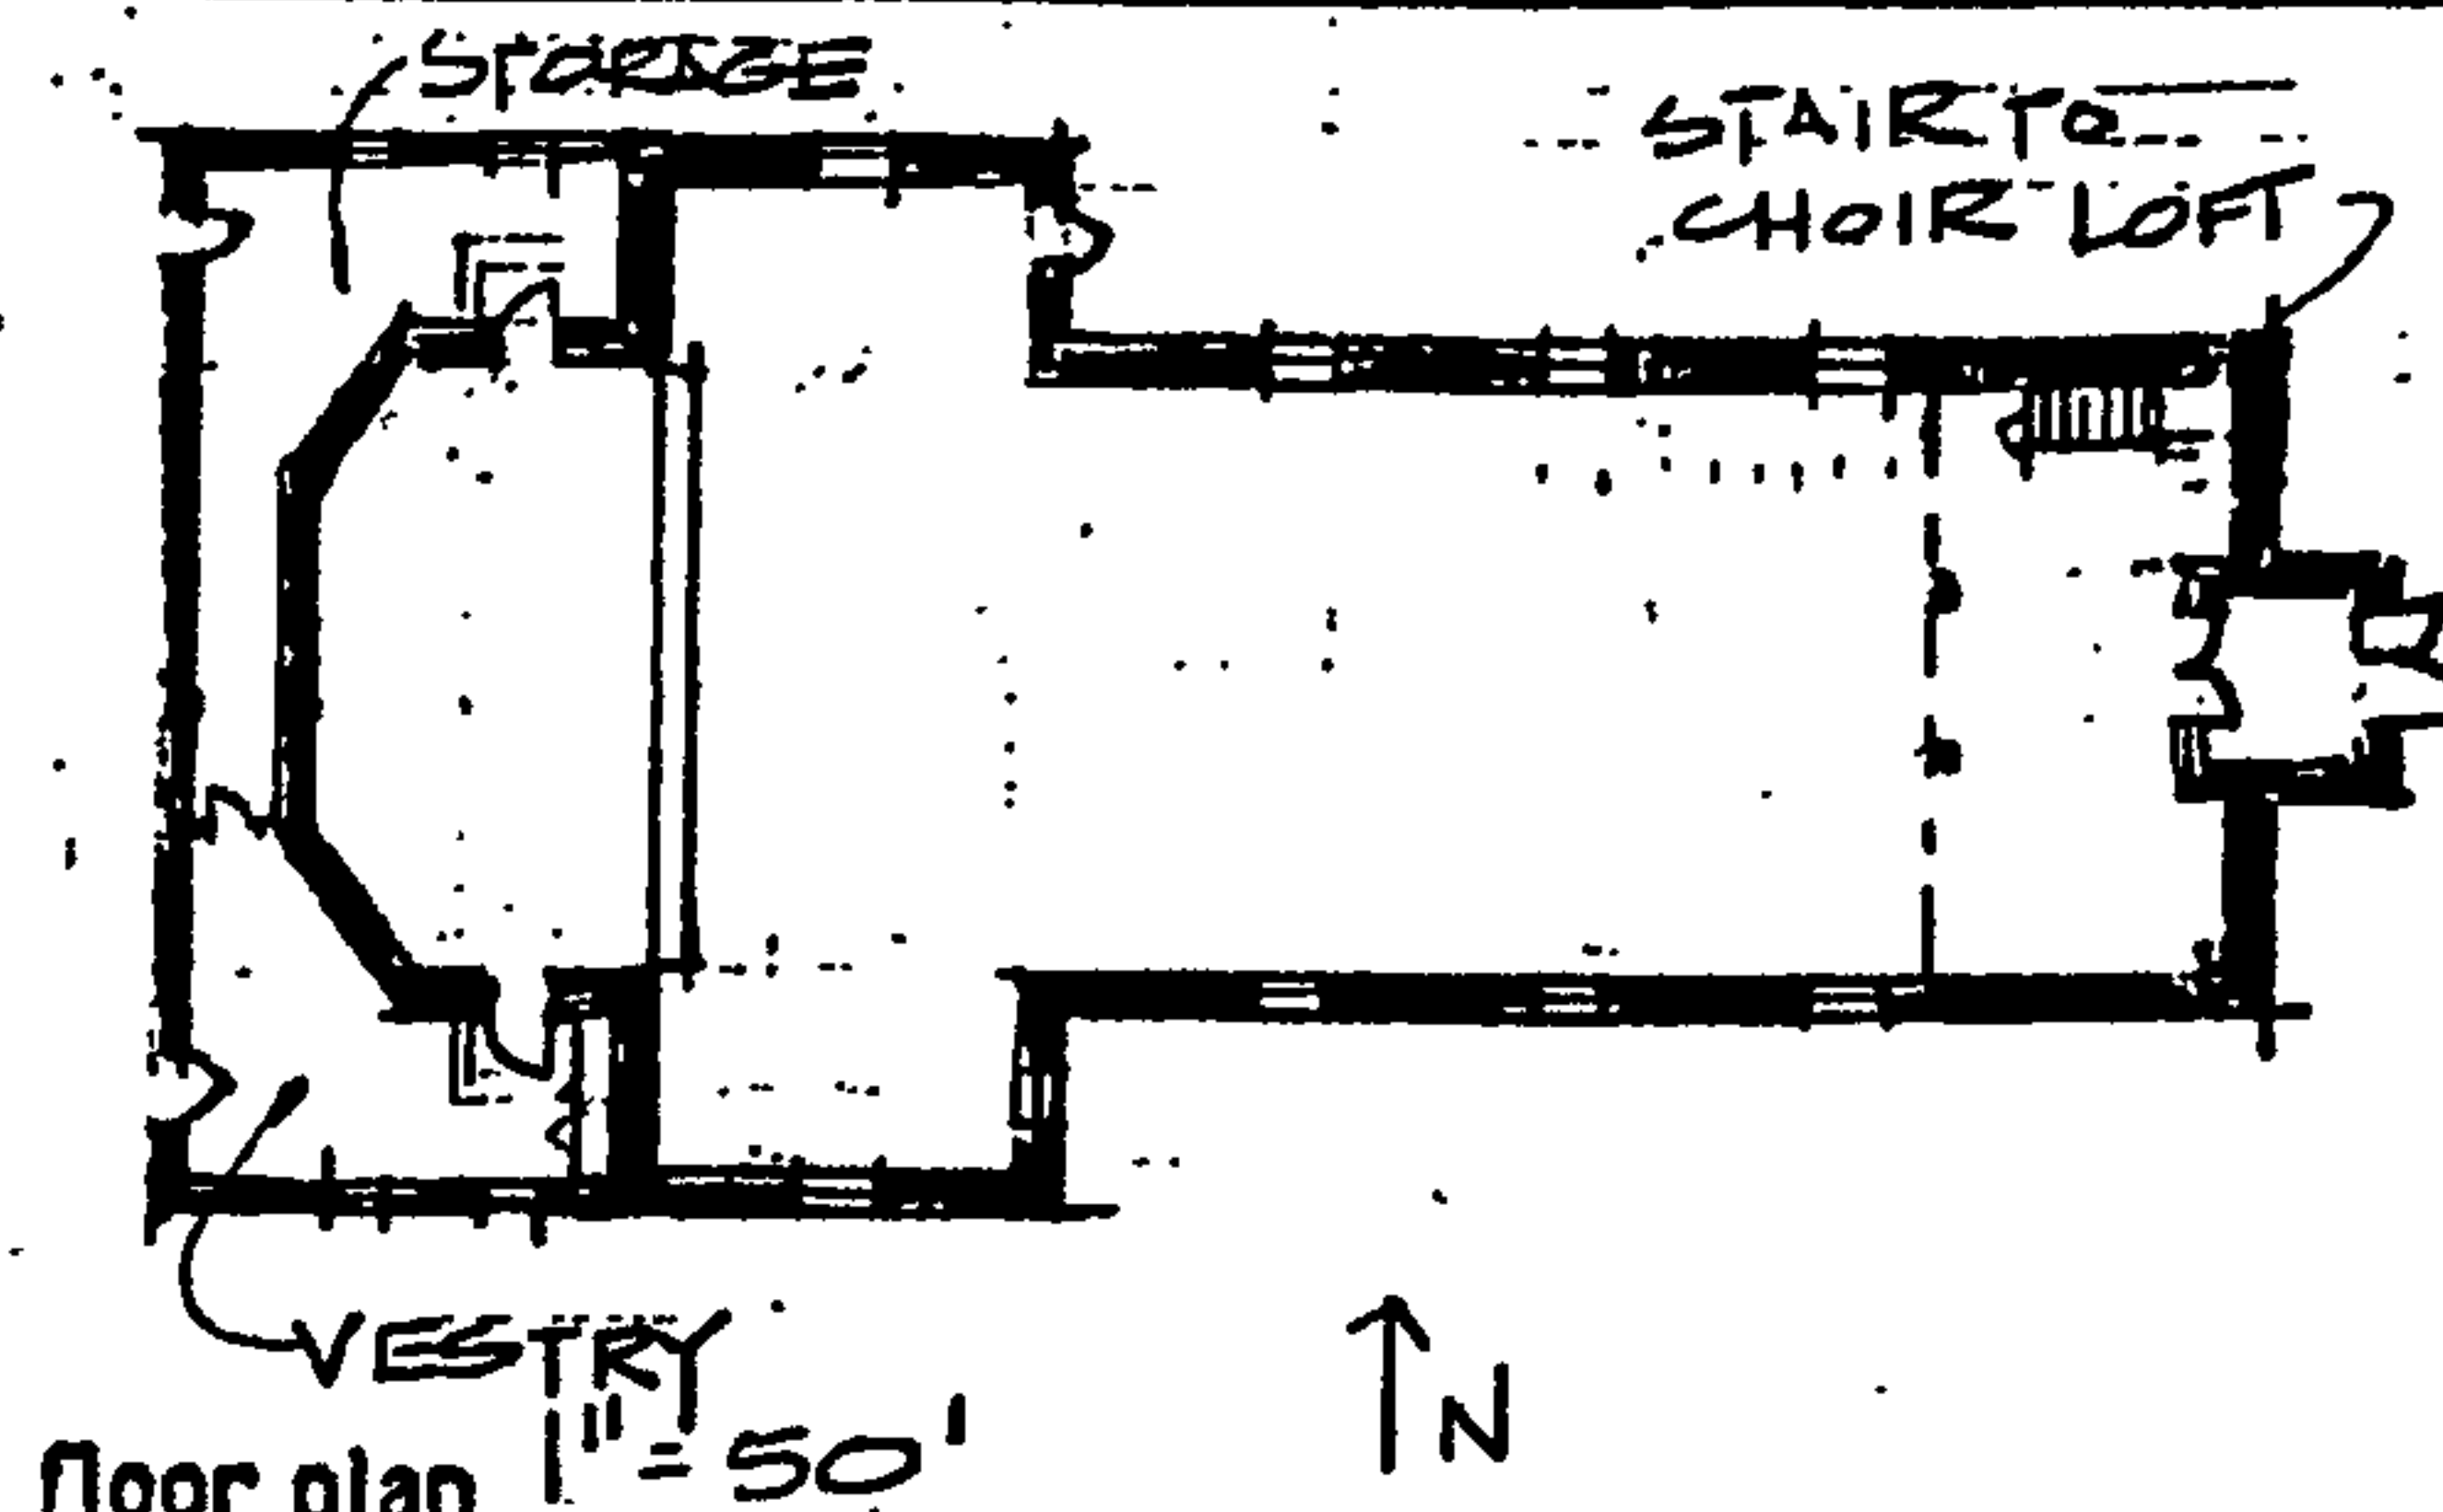 STORAGE
STAIR TO
CHOIR LOFT
VESTRY
floor plan 1" = 50'
N